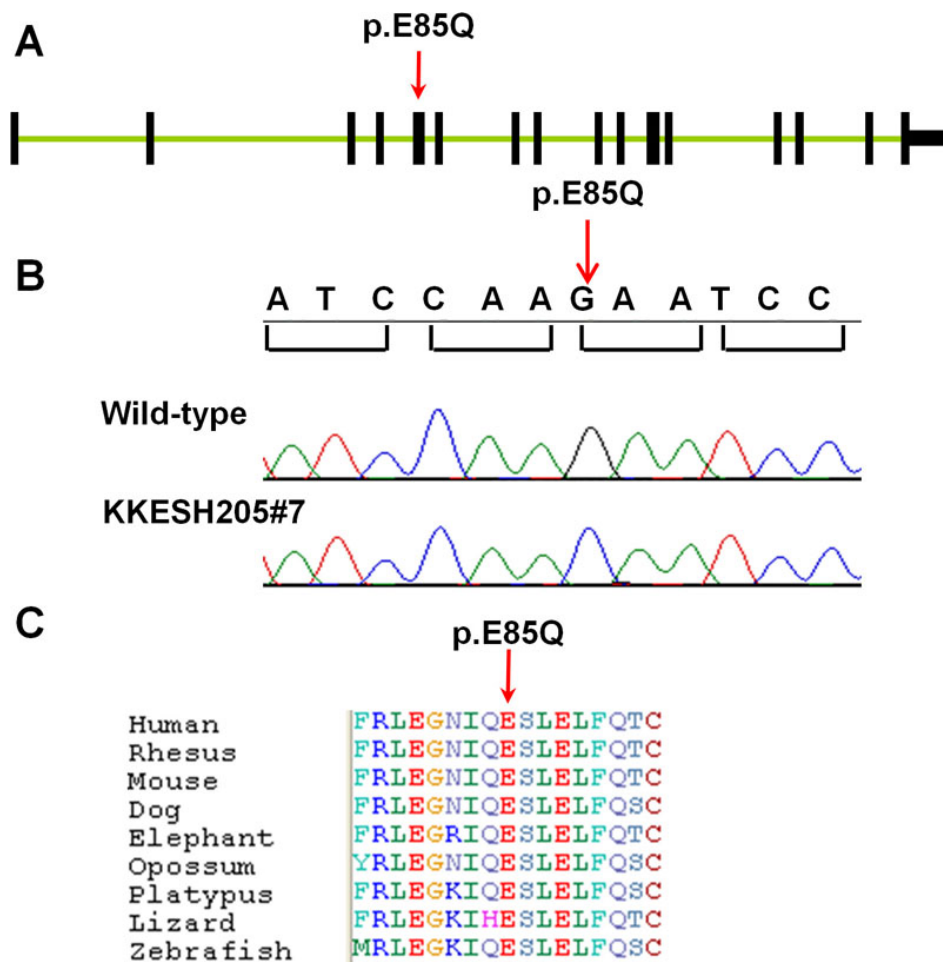 A
p.E85Q
p.E85Q
B
A T C C A A G A A T C C
Wild-type
KKESH205#7
C
p.E85Q
Human FRLEGNIQESLELFQTC
Rhesus FRLEGNIQESLELFQTC
Mouse FRLEGNIQESLELFQTC
Dog FRLEGNIQESLELFQSC
Elephant FRLEGRIQESLELFQTC
Opossum YRLEGNIQESLELFQSC
Platypus FRLEGKIQESLELFQSC
Lizard FRLEGKIHESLELFQTC
Zebrafish MRLEGKIQESLELFQSC